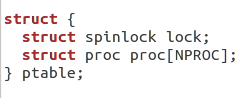 struct {
  struct spinlock lock;
  struct proc proc[NPROC];
} ptable;